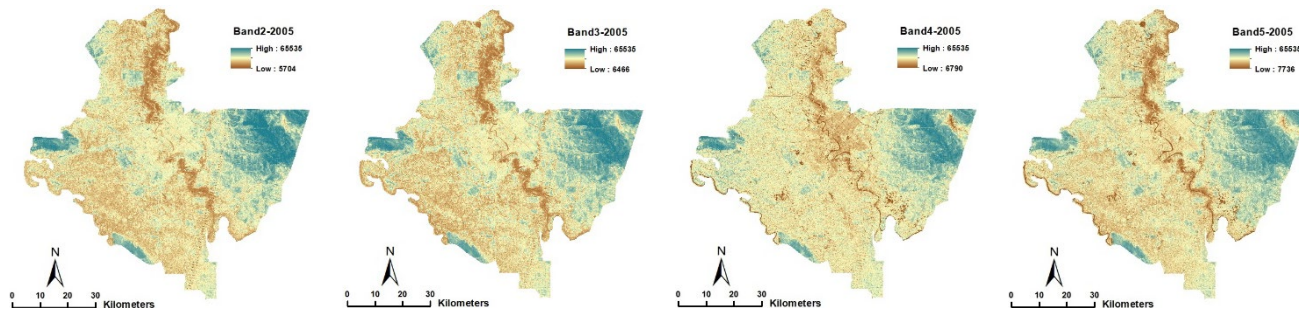 Band2-2005
High : 65535
Low : 5704
N
0 10 20 30
Kilometers
Band3-2005
High : 65535
Low : 6466
N
0 10 20 30
Kilometers
Band4-2005
High : 65535
Low : 6790
N
0 10 20 30
Kilometers
Band5-2005
High : 65535
Low : 7736
N
0 10 20 30
Kilometers